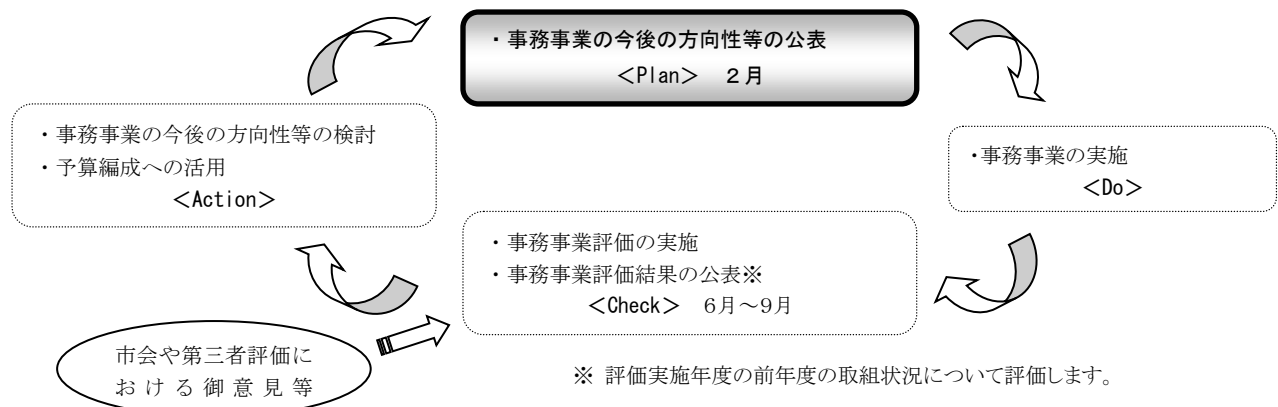 ・事務事業の今後の方向性等の公表
＜Plan＞ 2月
・事務事業の今後の方向性等の検討
・予算編成への活用
＜Action＞
・事務事業の実施
＜Do＞
・事務事業評価の実施
・事務事業評価結果の公表※
＜Check＞ 6月～9月
市会や第三者評価に
おける御意見等
※ 評価実施年度の前年度の取組状況について評価します。